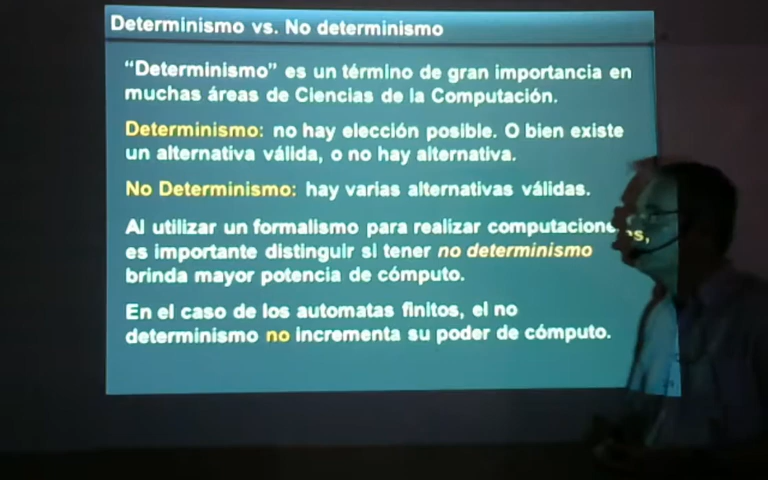 Determinismo vs. No determinismo
“Determinismo” es un término de gran importancia en
muchas áreas de Ciencias de la Computación.
Determinismo: no hay elección posible. O bien existe
un alternativa válida, o no hay alternativa.
No Determinismo: hay varias alternativas válidas.
Al utilizar un formalismo para realizar computaciones,
es importante distinguir si tener no determinismo
brinda mayor potencia de cómputo.
En el caso de los automatas finitos, el no
determinismo no incrementa su poder de cómputo.